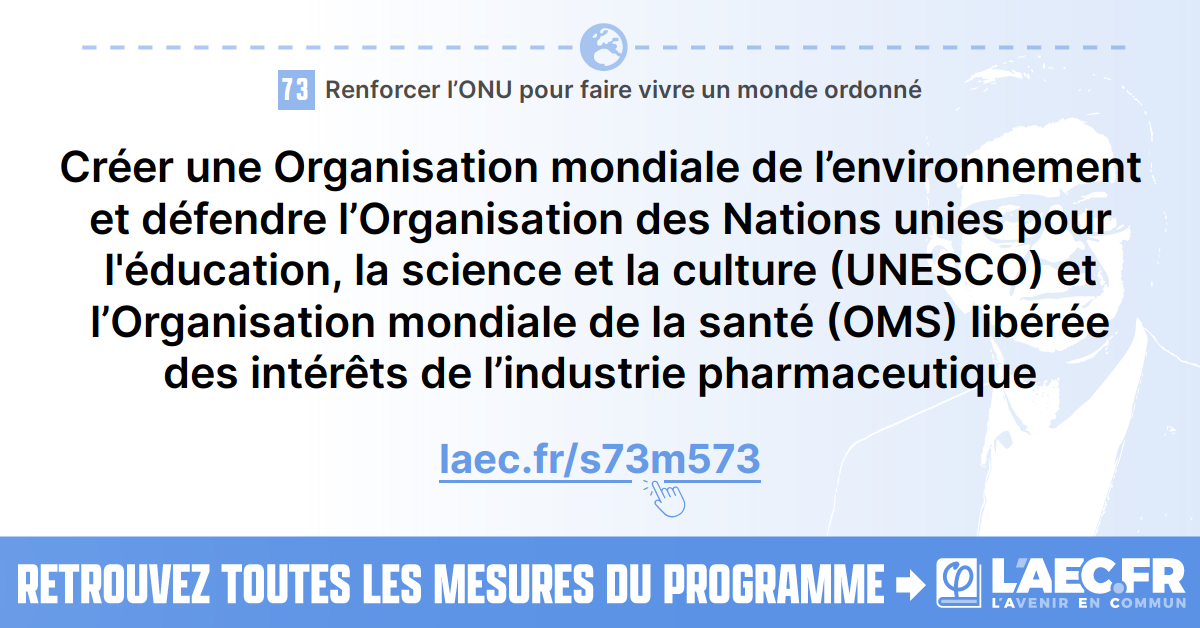 73 Renforcer l’ONU pour faire vivre un monde ordonné
Créer une Organisation mondiale de l’environnement
et défendre l’Organisation des Nations unies pour
l'éducation, la science et la culture (UNESCO) et
l’Organisation mondiale de la santé (OMS) libérée
des intérêts de l’industrie pharmaceutique
laec.fr/s73m573
RETROUVEZ TOUTES LES MESURES DU PROGRAMME
L'AEC.FR
L'AVENIR EN COMMUN